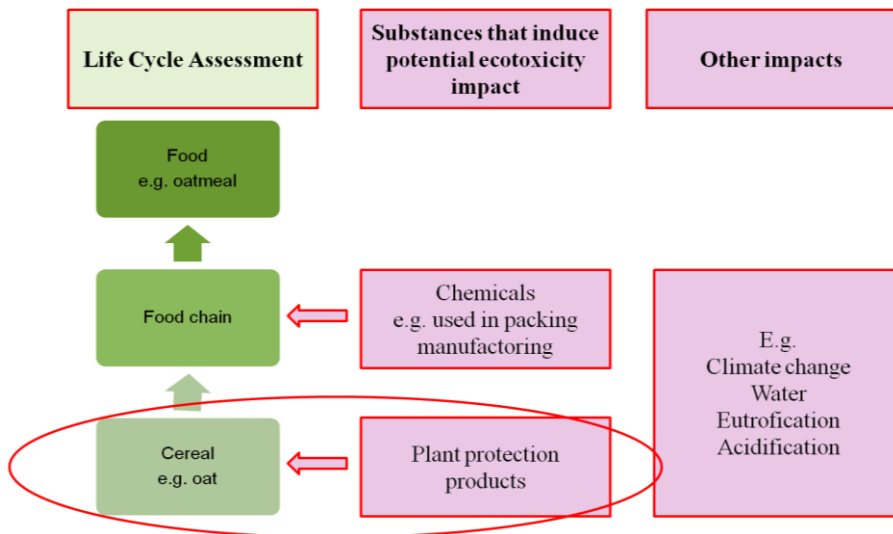 Life Cycle Assessment
Substances that induce
potential ecotoxicity
impact
Other impacts
Food
e.g. oatmeal
Food chain
Chemicals
e.g. used in packing
manufactoring
E.g.
Climate change
Water
Eutrofication
Acidification
Cereal
e.g. oat
Plant protection
products